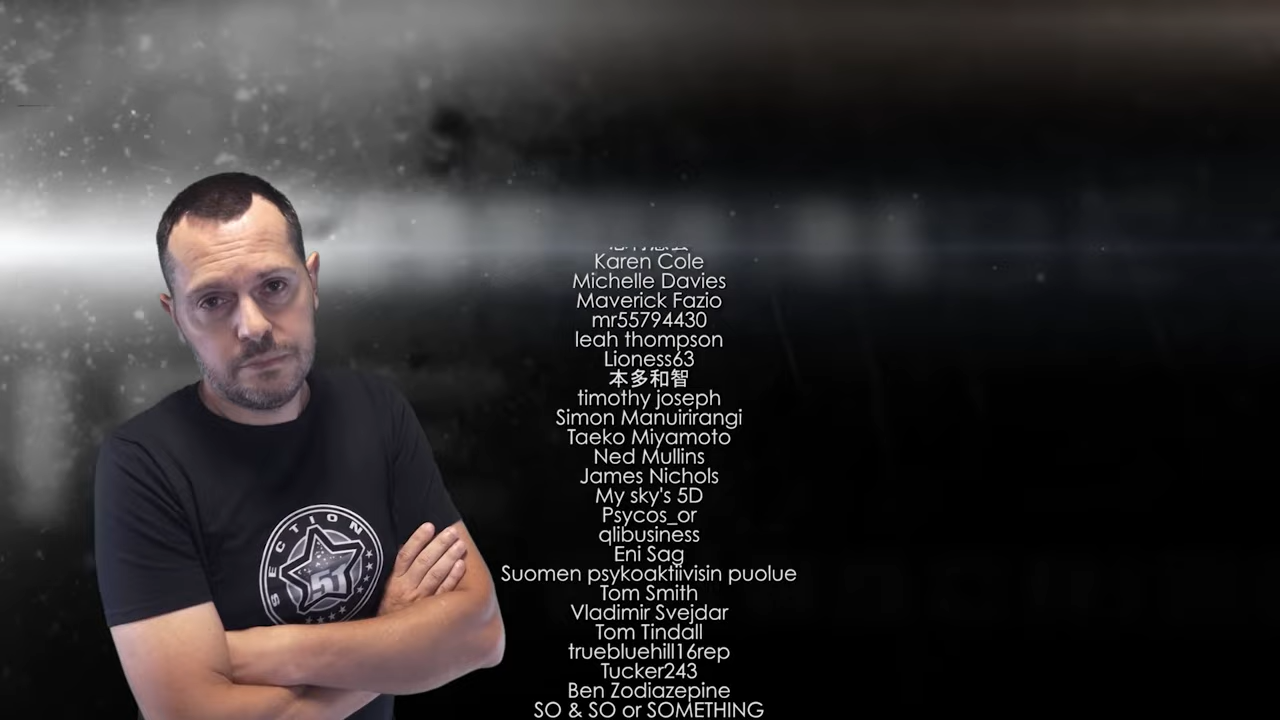 Karen Cole
Michelle Davies
Maverick Fazio
mr55794430
leah thompson
Lioness63
本多和智
timothy joseph
Simon Manuirirangi
Taeko Miyamoto
Ned Mullins
James Nichols
My sky's 5D
Psycos_or
qlibusiness
Eni Sag
Suomen psykoaktiivisin puolue
Tom Smith
Vladimir Svejdar
Tom Tindall
truebluehill16rep
Tucker243
Ben Zodiazepine
SO & SO or SOMETHING
SECTION
51